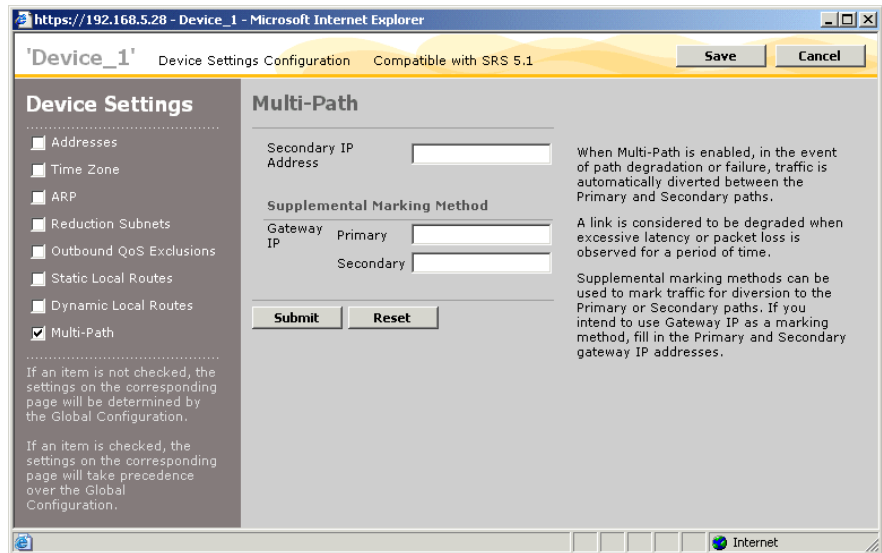 https://192.168.5.28 - Device_1 - Microsoft Internet Explorer
'Device_1' Device Settings Configuration Compatible with SRS 5.1 Save Cancel
Device Settings
Addresses
Time Zone
ARP
Reduction Subnets
Outbound QoS Exclusions
Static Local Routes
Dynamic Local Routes
Multi-Path
If an item is not checked, the
settings on the corresponding
page will be determined by
the Global Configuration.
If an item is checked, the
settings on the corresponding
page will take precedence
over the Global
Configuration.
Multi-Path
Secondary IP
Address
Supplemental Marking Method
Gateway
IP
Primary
Secondary
Submit Reset
When Multi-Path is enabled, in the event
of path degradation or failure, traffic is
automatically diverted between the
Primary and Secondary paths.
A link is considered to be degraded when
excessive latency or packet loss is
observed for a period of time.
Supplemental marking methods can be
used to mark traffic for diversion to the
Primary or Secondary paths. If you
intend to use Gateway IP as a marking
method, fill in the Primary and Secondary
gateway IP addresses.
Internet